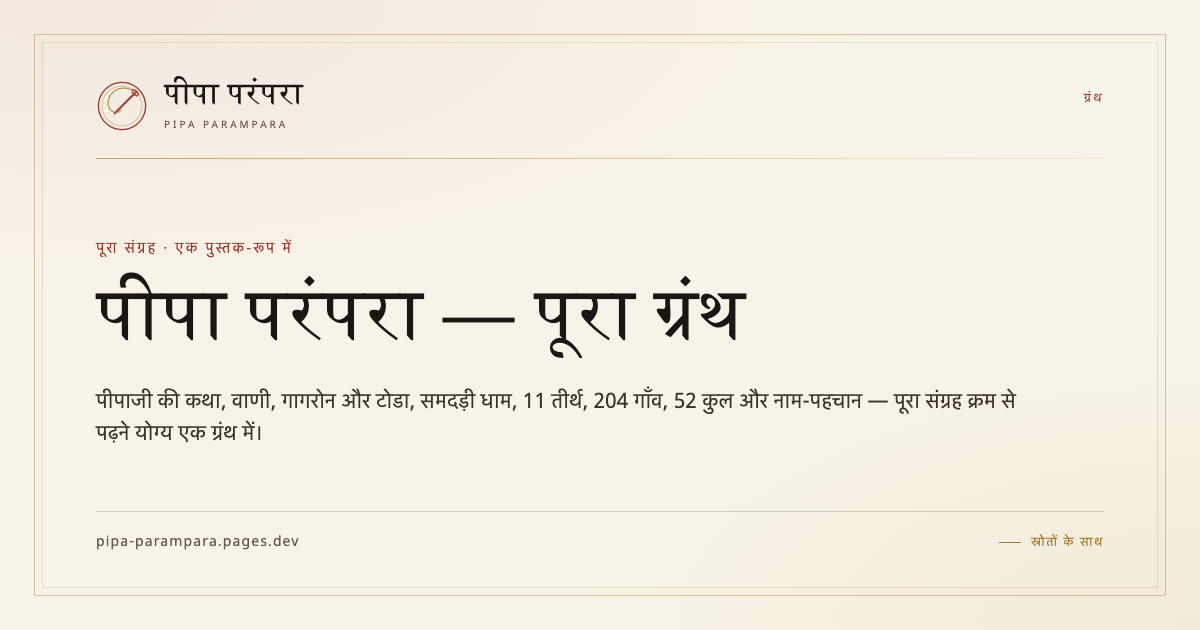 पीपा परंपरा
PIPA PARAMPARA
ग्रंथ
पूरा संग्रह · एक पुस्तक-रूप में
पीपा परंपरा — पूरा ग्रंथ
पीपाजी की कथा, वाणी, गागरोन और टोडा, समदड़ी धाम, 11 तीर्थ, 204 गाँव, 52 कुल और नाम-पहचान — पूरा संग्रह क्रम से
पढ़ने योग्य एक ग्रंथ में।
pipa-parampara.pages.dev
— स्रोतों के साथ